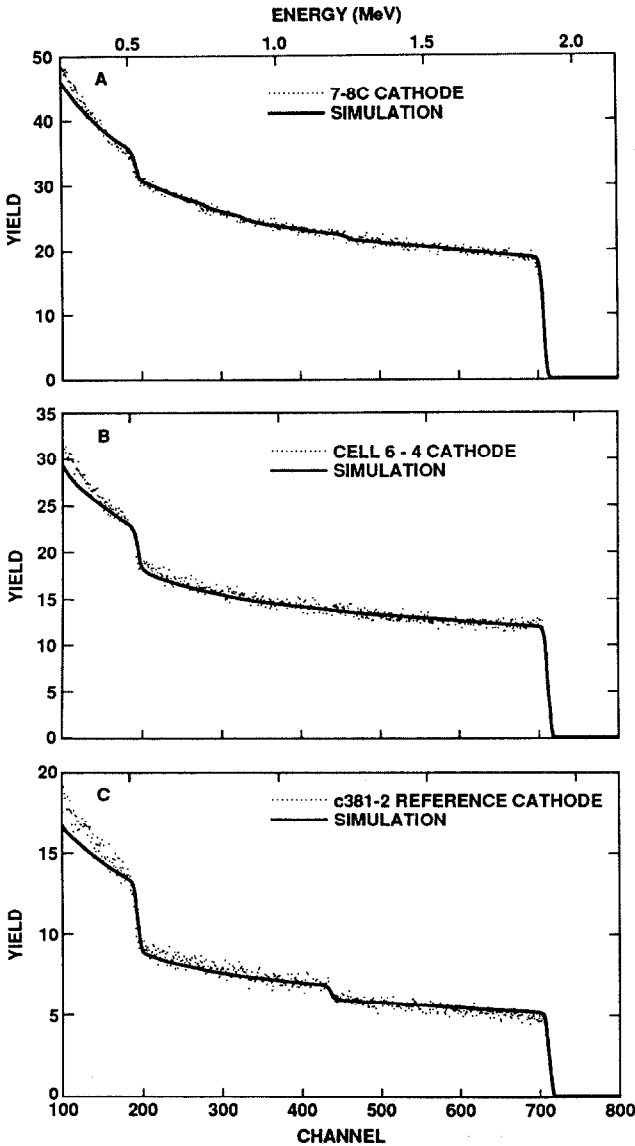 ENERGY (MeV)
0.5 1.0 1.5 2.0
50
40
30
20
10
0
YIELD
A
7-8C CATHODE
SIMULATION
35
30
25
20
15
10
5
0
YIELD
B
CELL 6 - 4 CATHODE
SIMULATION
20
15
10
5
0
YIELD
C
c381-2 REFERENCE CATHODE
SIMULATION
100 200 300 400 500 600 700 800
CHANNEL